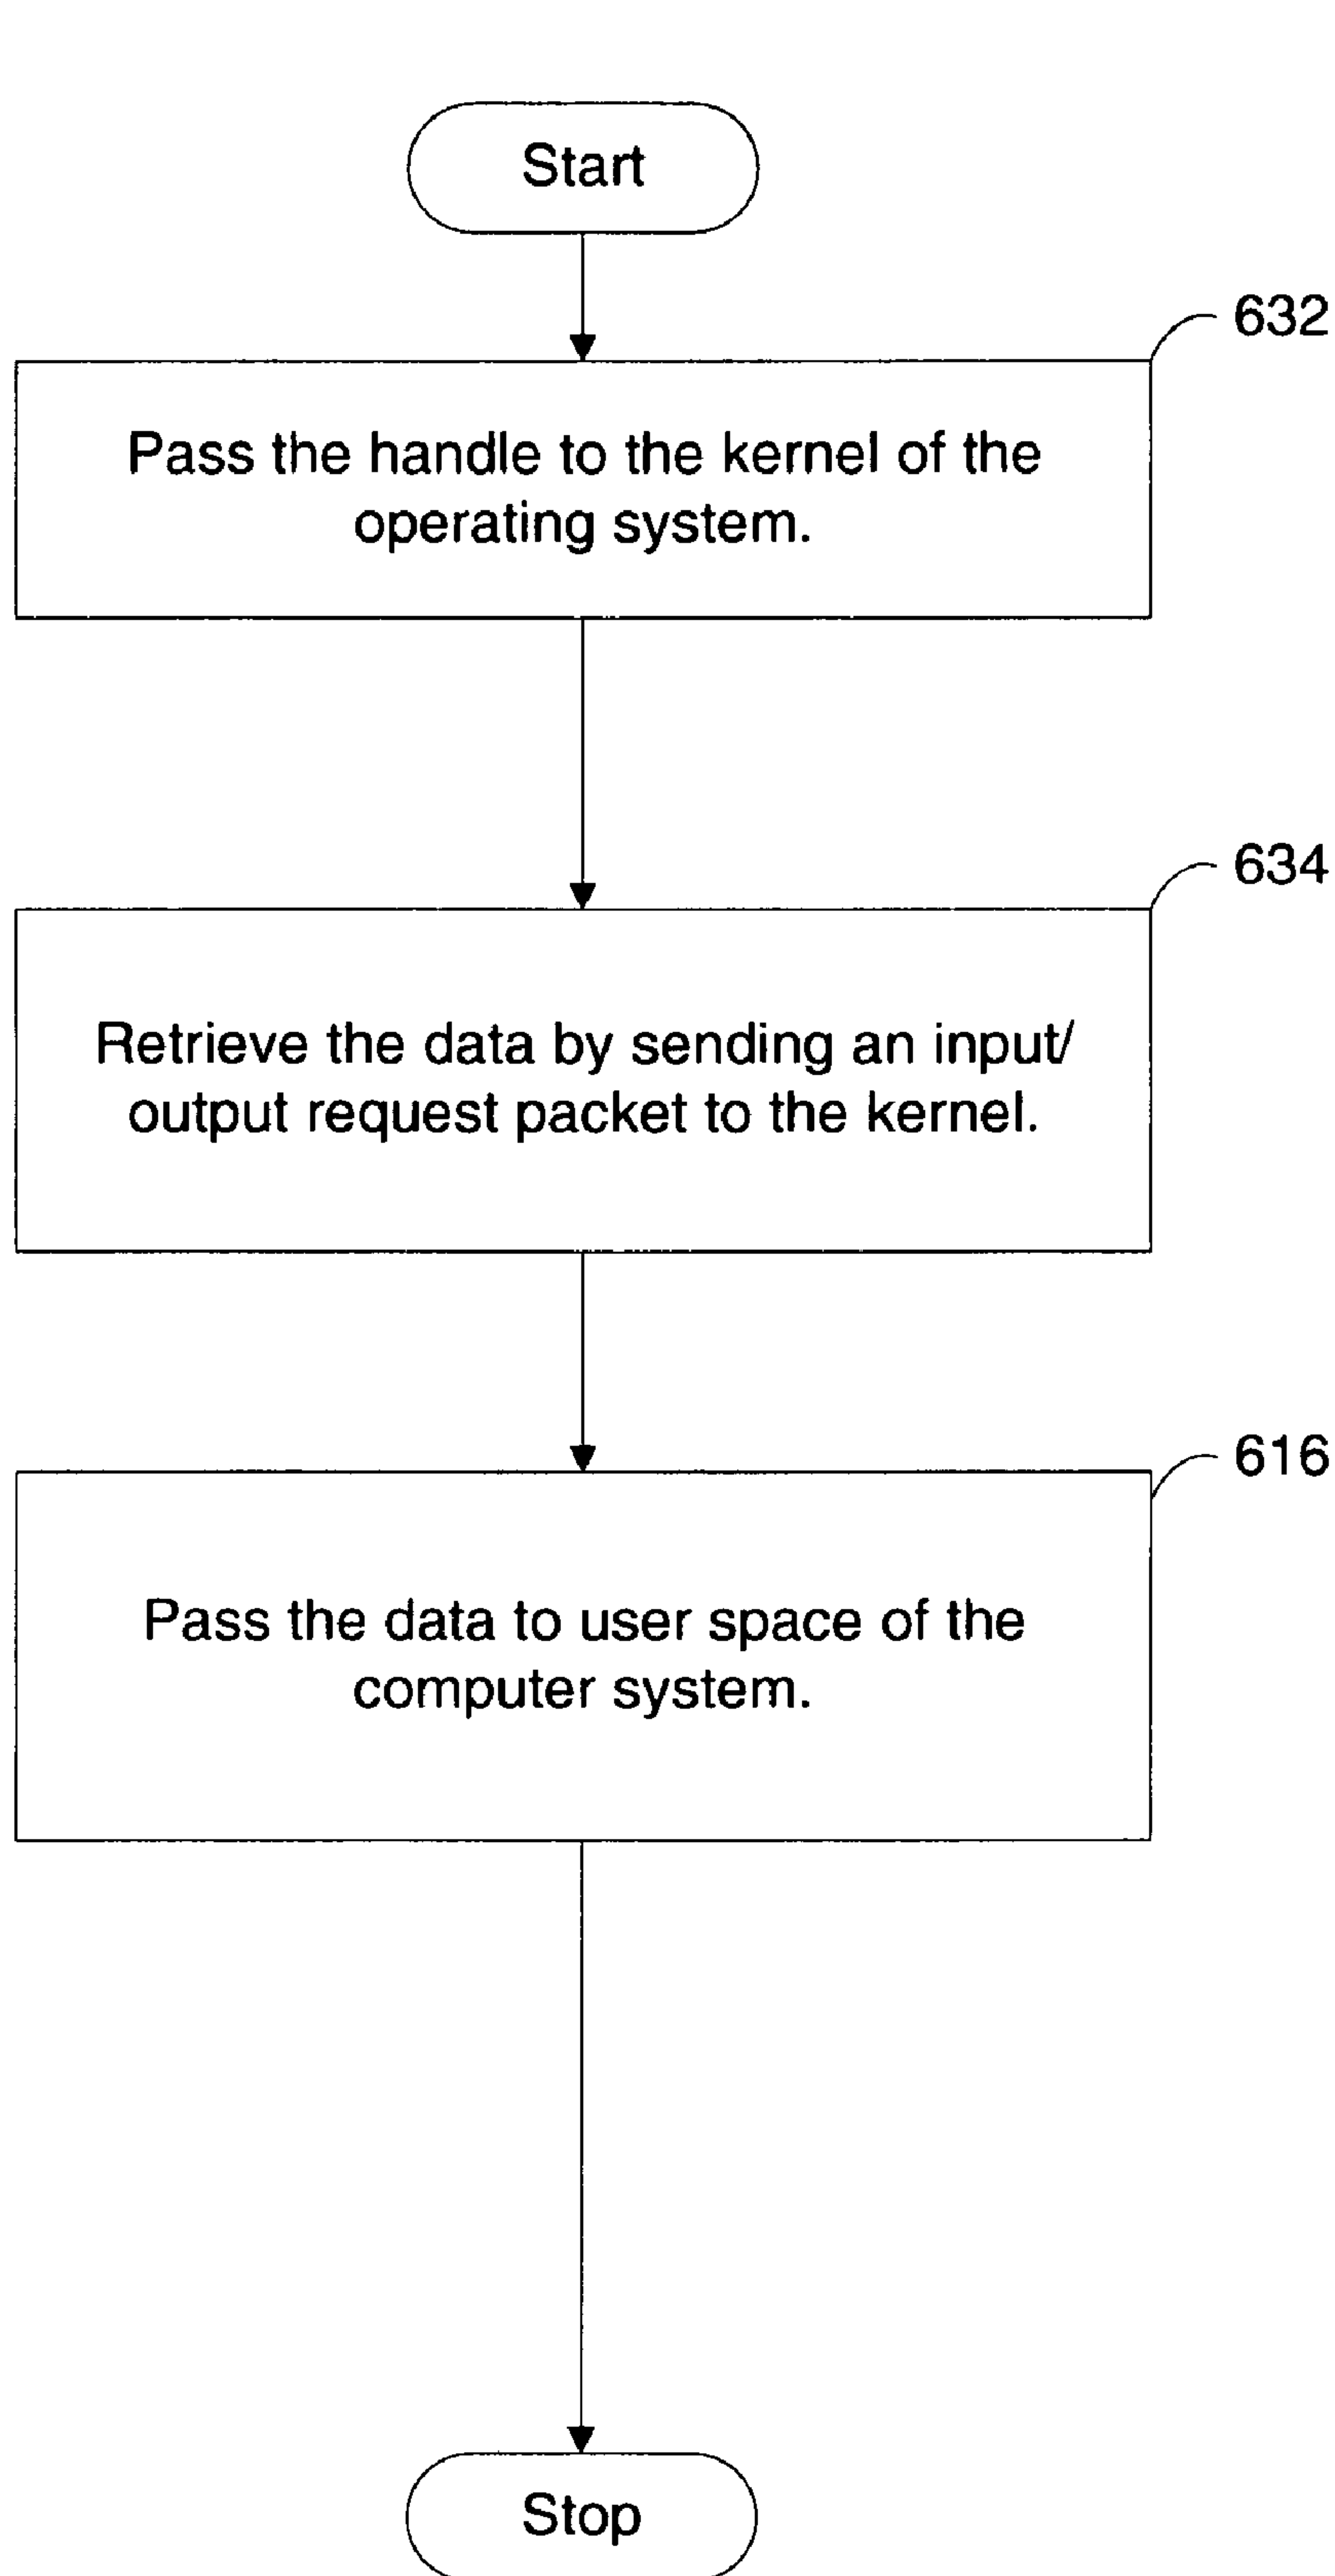 Start
632
Pass the handle to the kernel of the
operating system.
634
Retrieve the data by sending an input/
output request packet to the kernel.
616
Pass the data to user space of the
computer system.
Stop